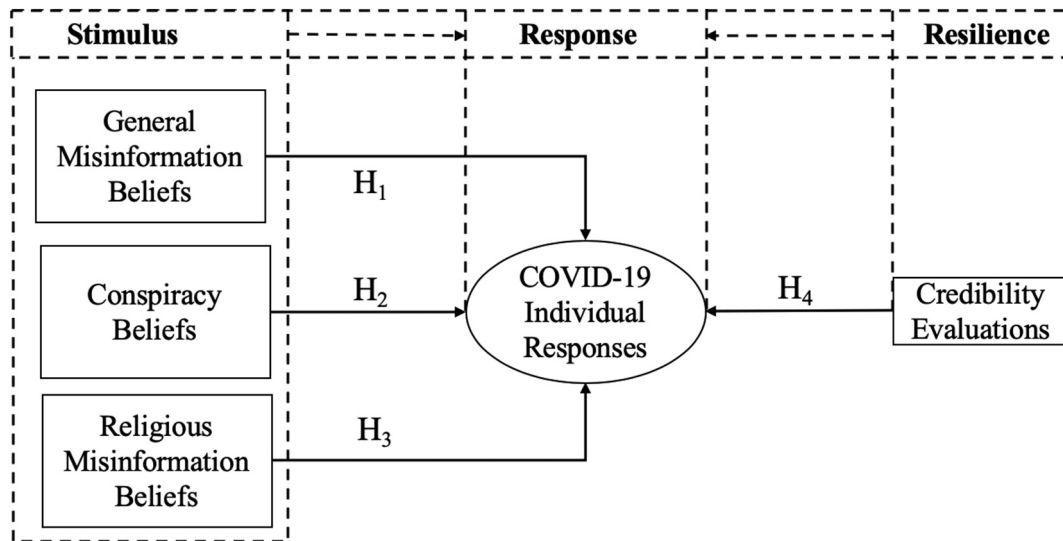 Stimulus
Response
Resilience
General
Misinformation
Beliefs
H₁
Conspiracy
Beliefs
H₂
COVID-19
Individual
Responses
H₄
Credibility
Evaluations
Religious
Misinformation
Beliefs
H₃